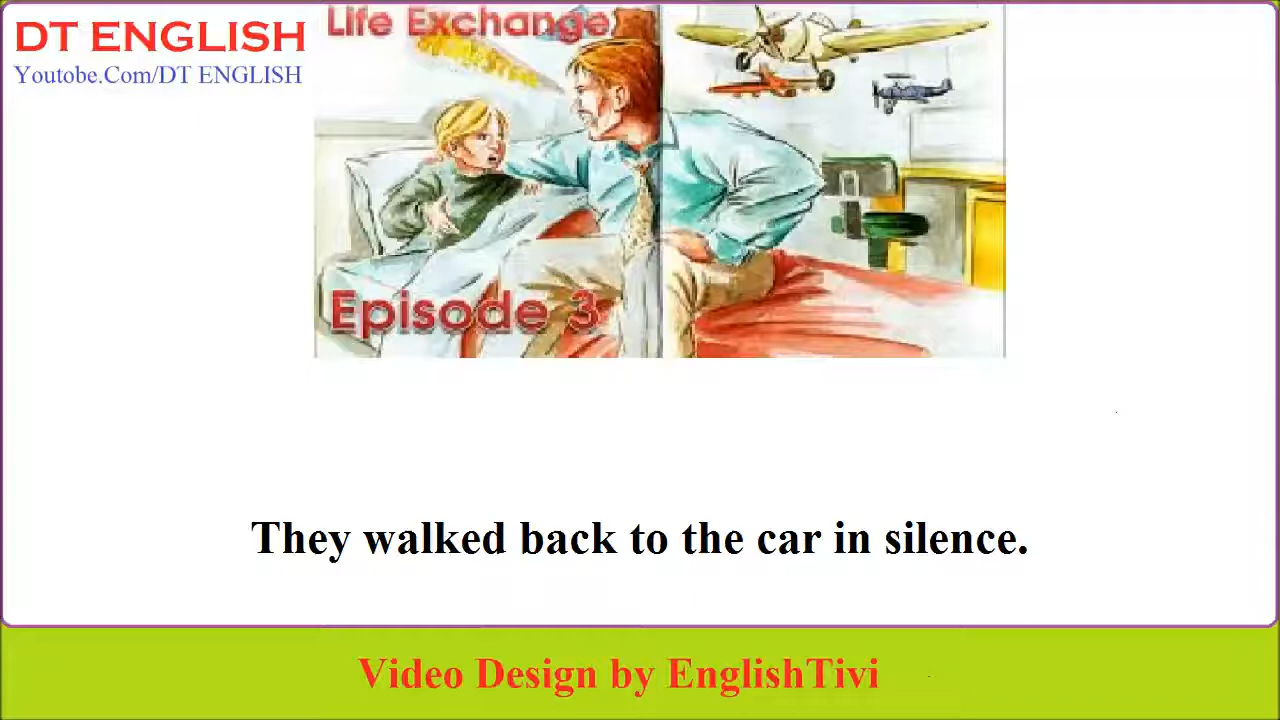 DT ENGLISH
Youtobe.Com/DT ENGLISH
Life Exchange
Episode 3
They walked back to the car in silence.
Video Design by EnglishTivi